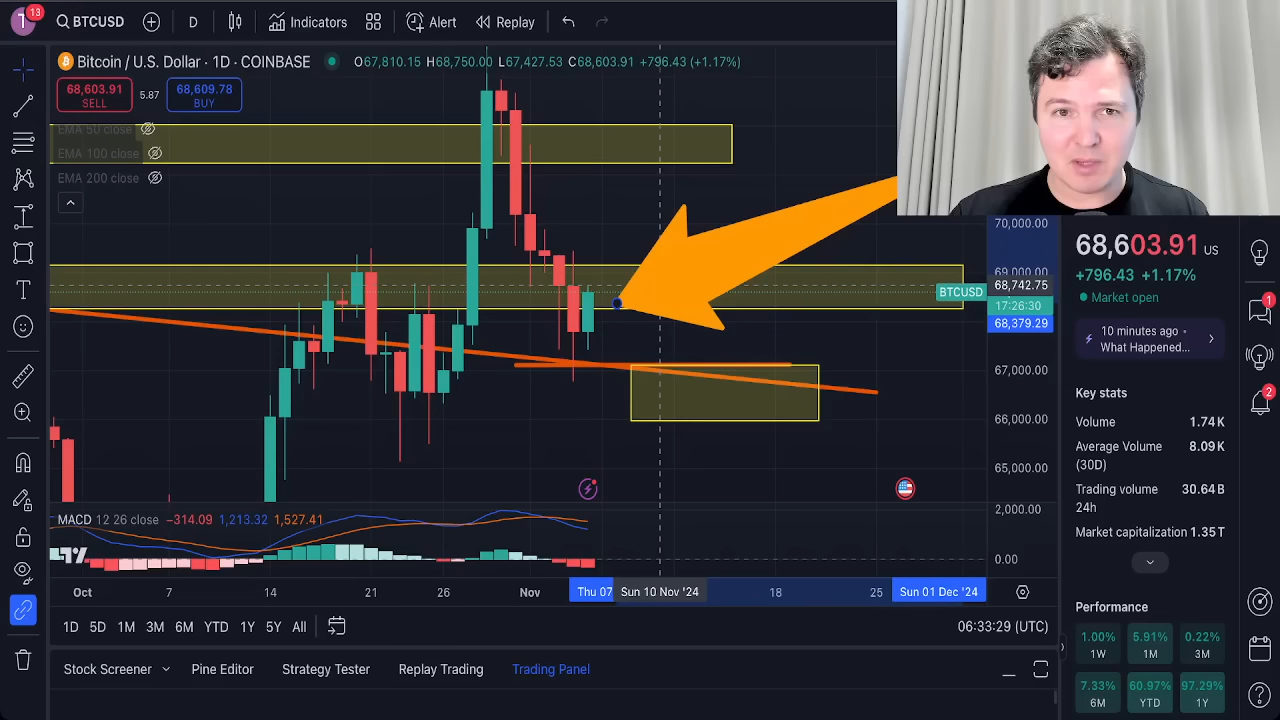 T 13 BTCUSD D Indicators Alert Replay
Bitcoin / U.S. Dollar · 1D · COINBASE O67,810.15 H68,750.00 L67,427.53 C68,603.91 +796.43 (+1.17%)
68,603.91 5.87 68,609.78
SELL BUY
EMA 50 close
EMA 100 close
EMA 200 close
70,000.00
69,000.00
68,742.75
BTCUSD
17:26:30
68,379.29
67,000.00
66,000.00
65,000.00
MACD 12 26 close -314.09 1,213.32 1,527.41
2,000.00
0.00
Oct 7 14 21 26 Nov Thu 07 Sun 10 Nov '24 18 25 Sun 01 Dec '24
1D 5D 1M 3M 6M YTD 1Y 5Y All 06:33:29 (UTC)
Stock Screener Pine Editor Strategy Tester Replay Trading Trading Panel
68,603.91 US
+796.43 +1.17%
Market open
10 minutes ago ·
What Happened...
Key stats
Volume 1.74 K
Average Volume 8.09 K
(30D)
Trading volume 30.64 B
24h
Market capitalization 1.35 T
Performance
1.00% 5.91% 0.22%
1W 1M 3M
7.33% 60.97% 97.29%
6M YTD 1Y
1
2